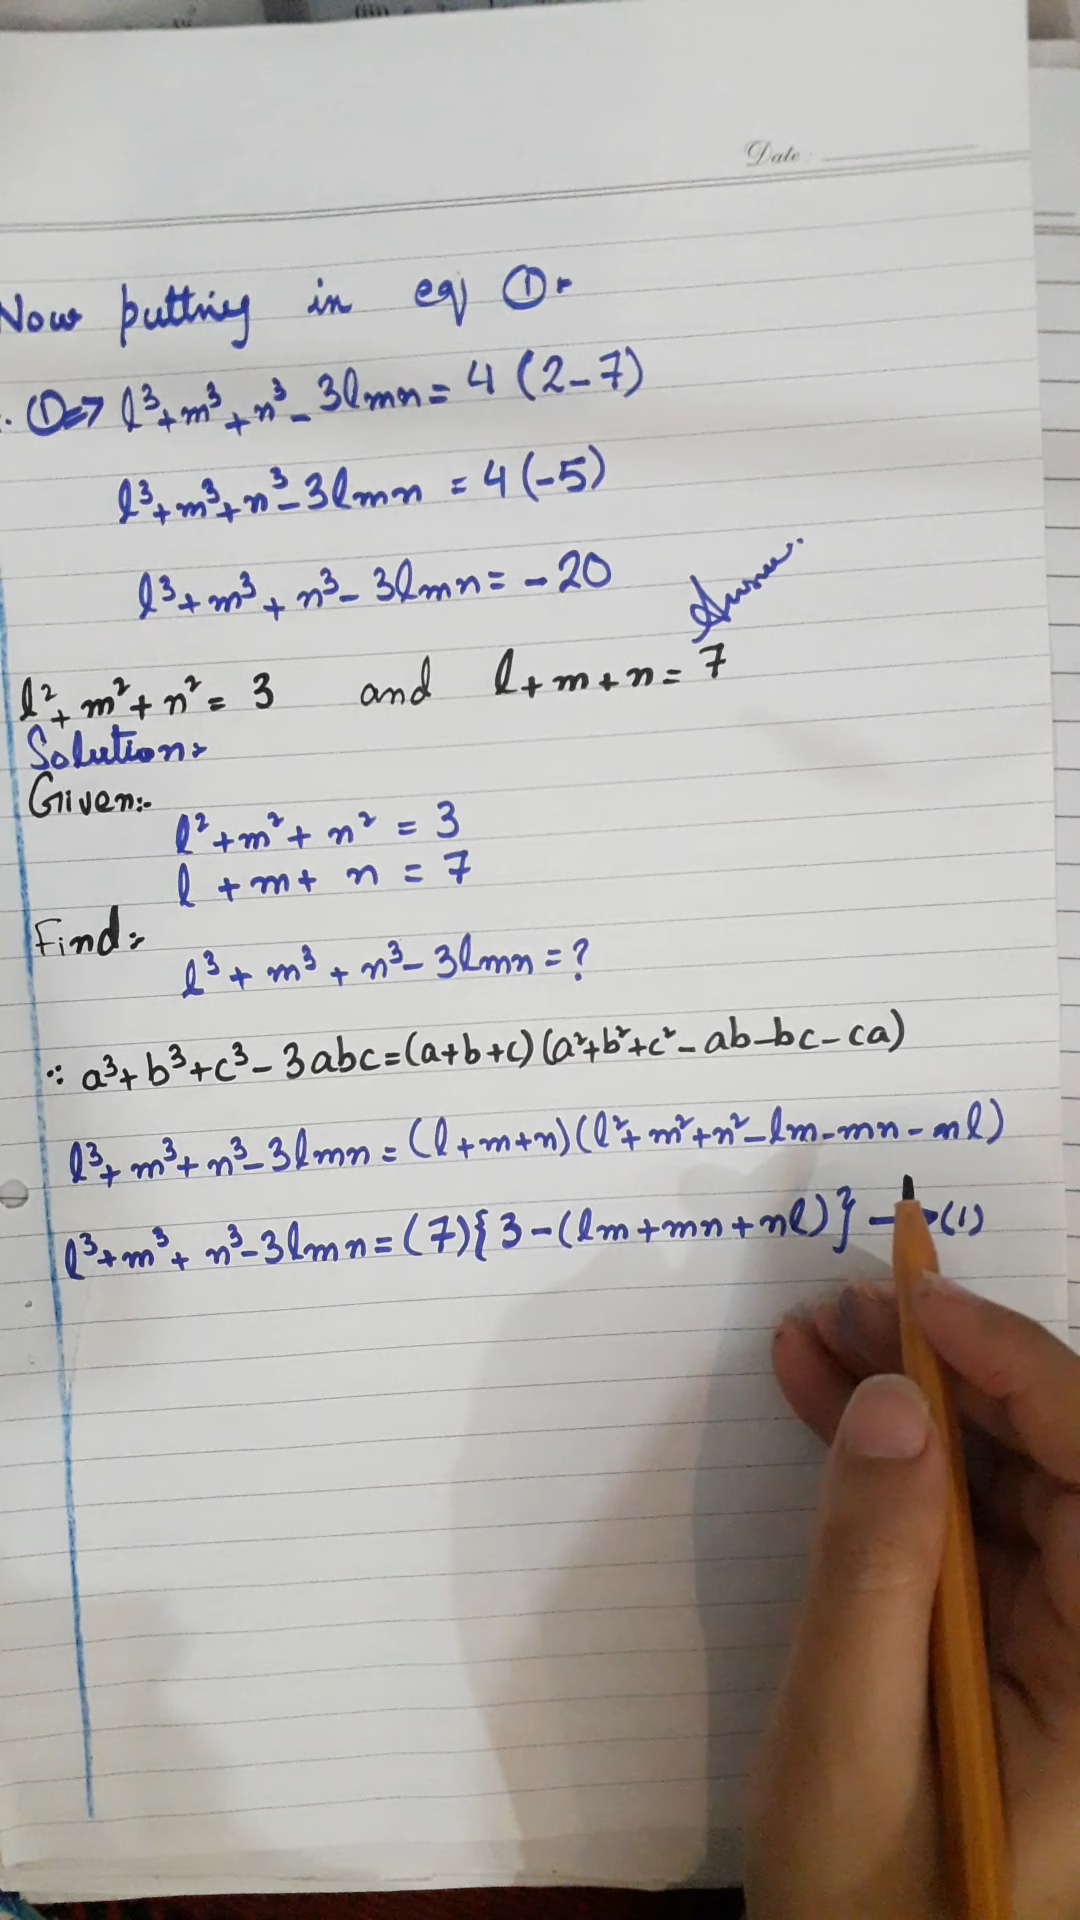 Date:
Now putting in eq ①:-
∴ ①=> l³+m³+n³-3lmn=4(2-7)
l³+m³+n³-3lmn=4(-5)
l³+m³+n³-3lmn=-20 Answer.
l²+m²+n²=3 and l+m+n=7
Solution:
Given:-
l²+m²+n²=3
l+m+n=7
Find:
l³+m³+n³-3lmn=?
∵ a³+b³+c³-3abc=(a+b+c)(a²+b²+c²-ab-bc-ca)
l³+m³+n³-3lmn=(l+m+n)(l²+m²+n²-lm-mn-nl)
l³+m³+n³-3lmn=(7){3-(lm+mn+nl)} →(1)